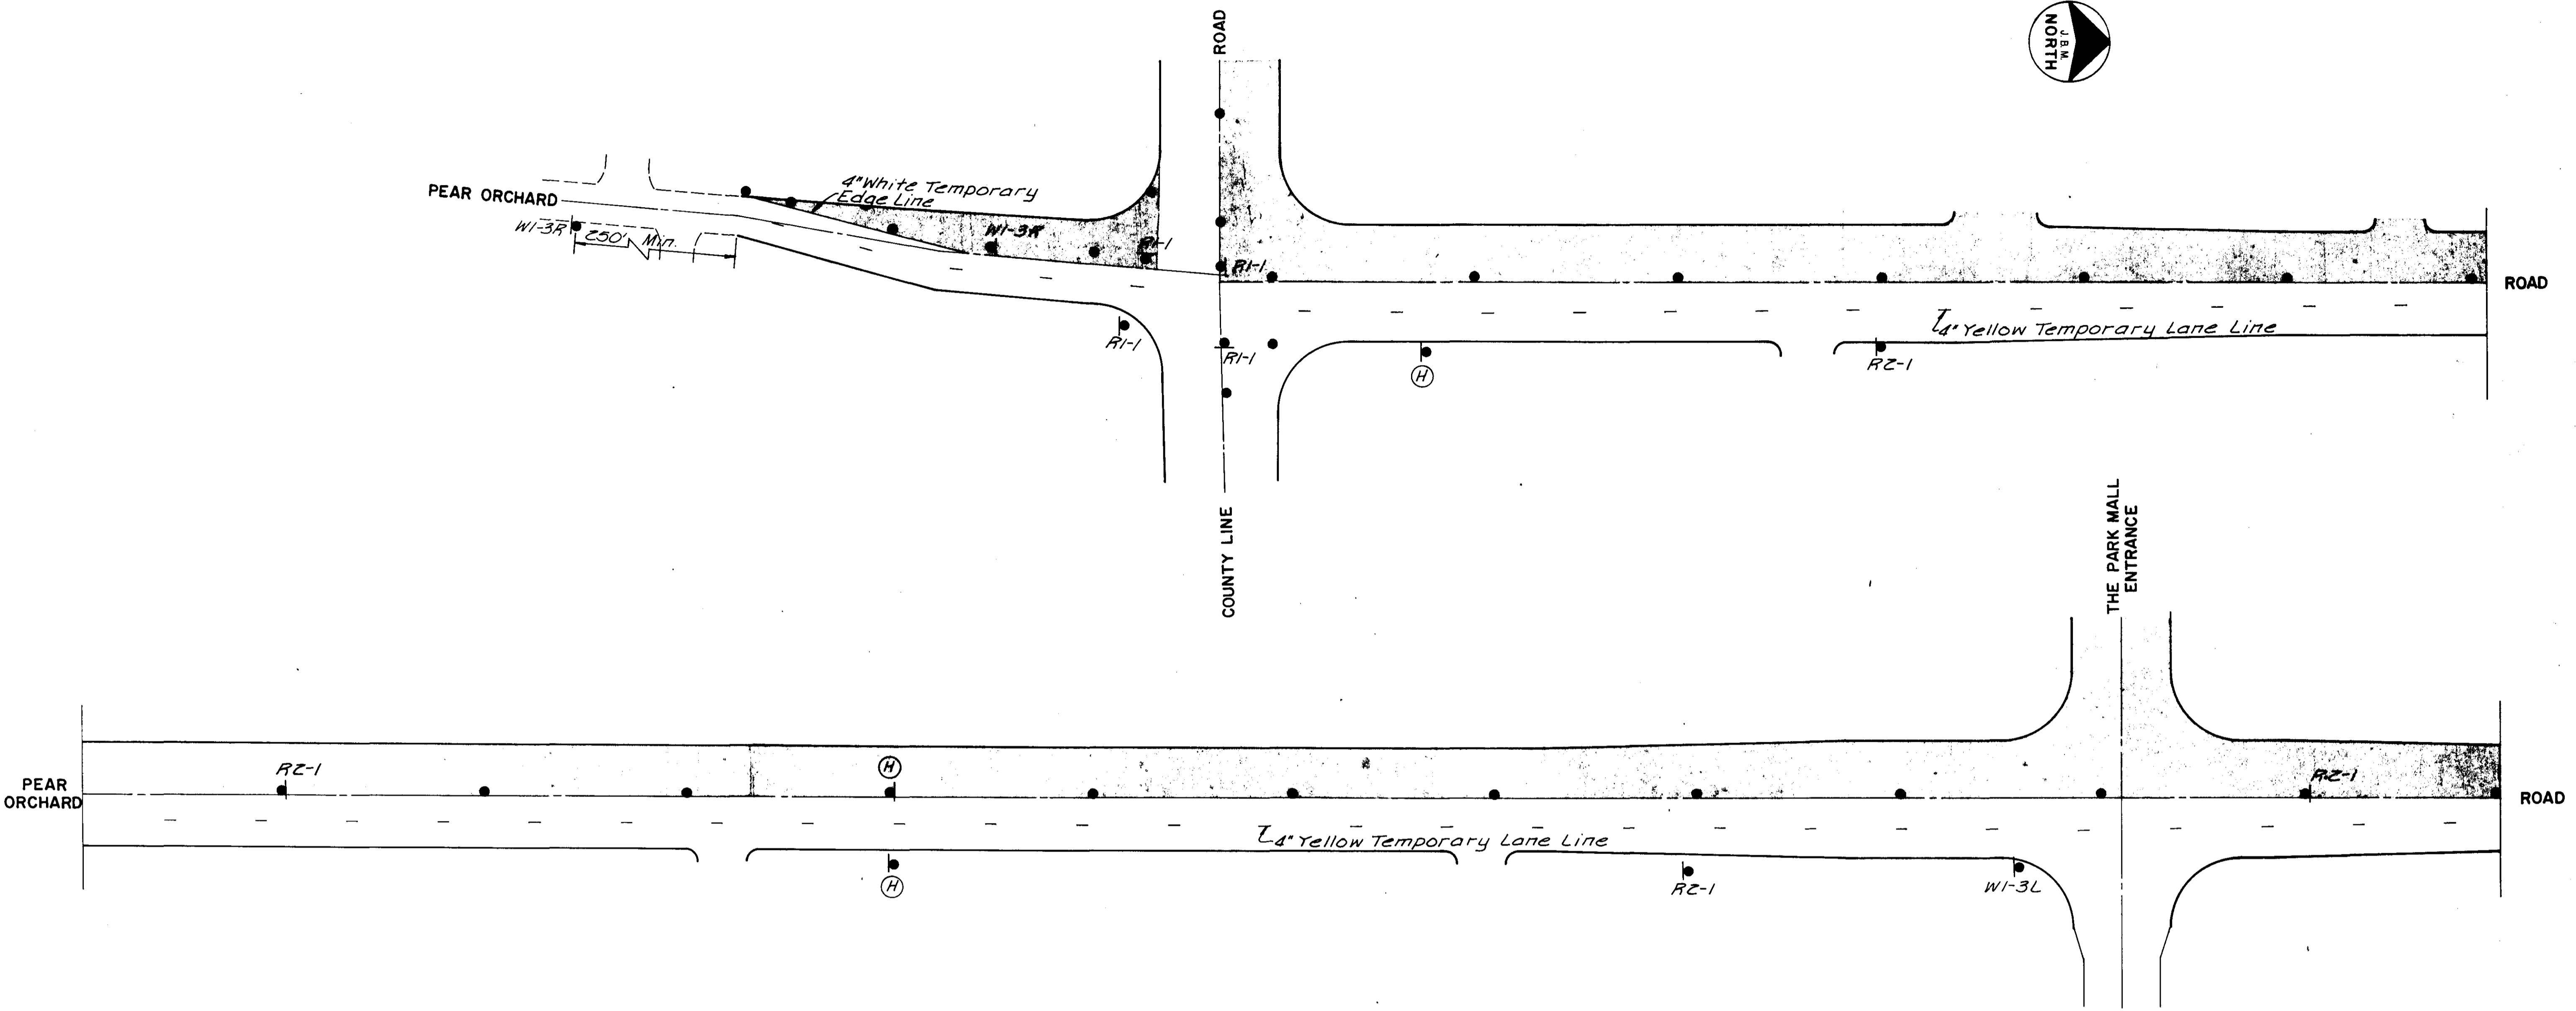 ROAD
J.B.M.
NORTH
PEAR ORCHARD
4" White Temporary
Edge Line
W1-3R
250' Min.
W1-3R
R1-1
R1-1
R1-1
R1-1
H
4" Yellow Temporary Lane Line
R2-1
ROAD
COUNTY LINE
THE PARK MALL
ENTRANCE
R2-1
H
R2-1
PEAR
ORCHARD
ROAD
4" Yellow Temporary Lane Line
H
R2-1
W1-3L